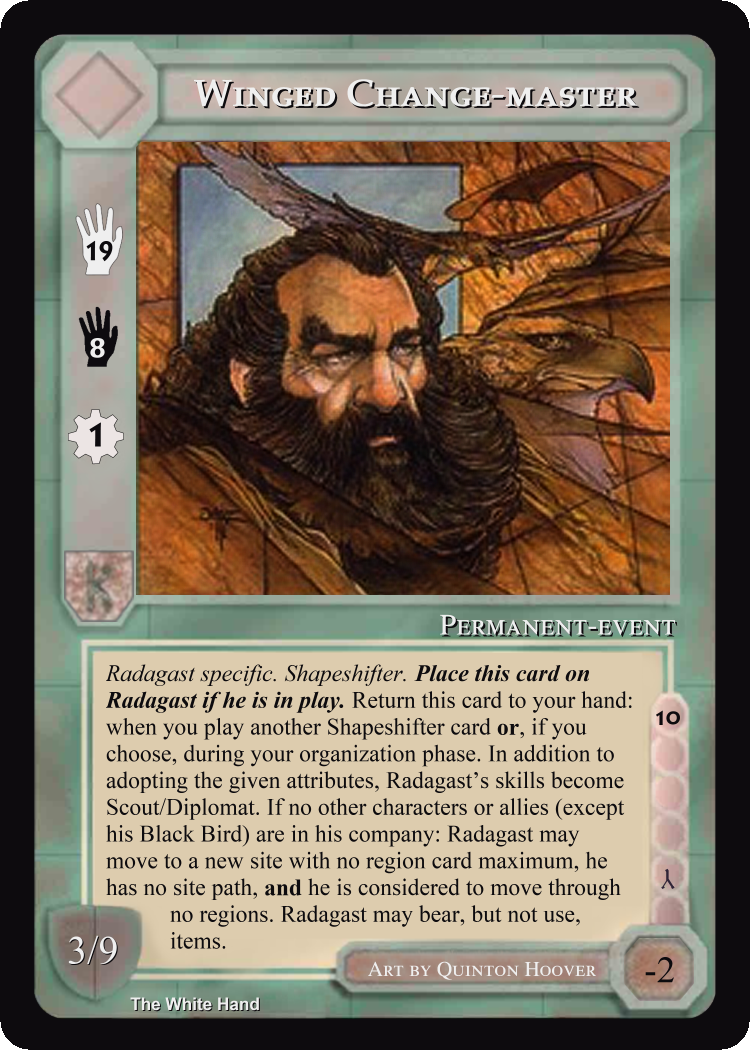 Winged Change-master
19
8
1
K
Permanent-event
Radagast specific. Shapeshifter. Place this card on
Radagast if he is in play. Return this card to your hand:
when you play another Shapeshifter card or, if you
choose, during your organization phase. In addition to
adopting the given attributes, Radagast's skills become
Scout/Diplomat. If no other characters or allies (except
his Black Bird) are in his company: Radagast may
move to a new site with no region card maximum, he
has no site path, and he is considered to move through
no regions. Radagast may bear, but not use,
items.
10
3/9
Art by Quinton Hoover
-2
The White Hand